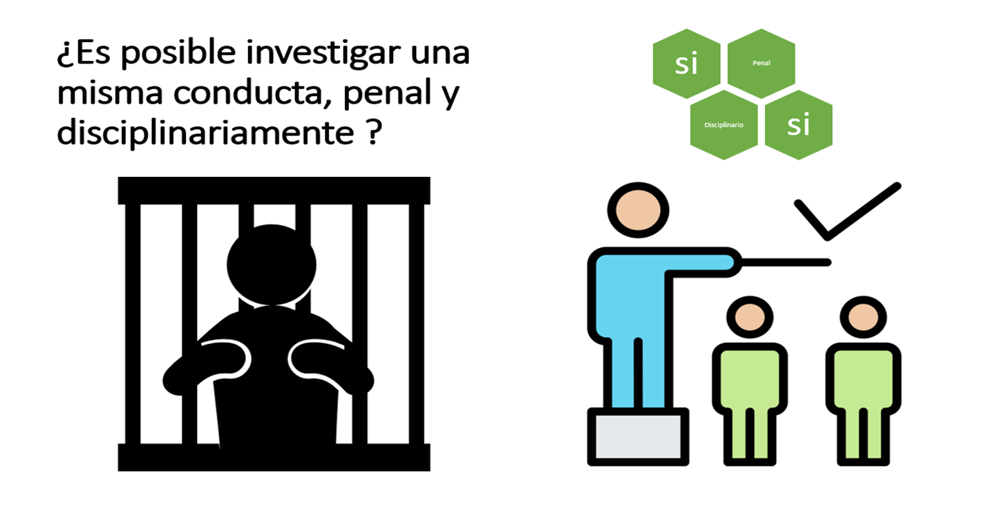 ¿Es posible investigar una
misma conducta, penal y
disciplinariamente ?
si
Penal
Disciplinario
si